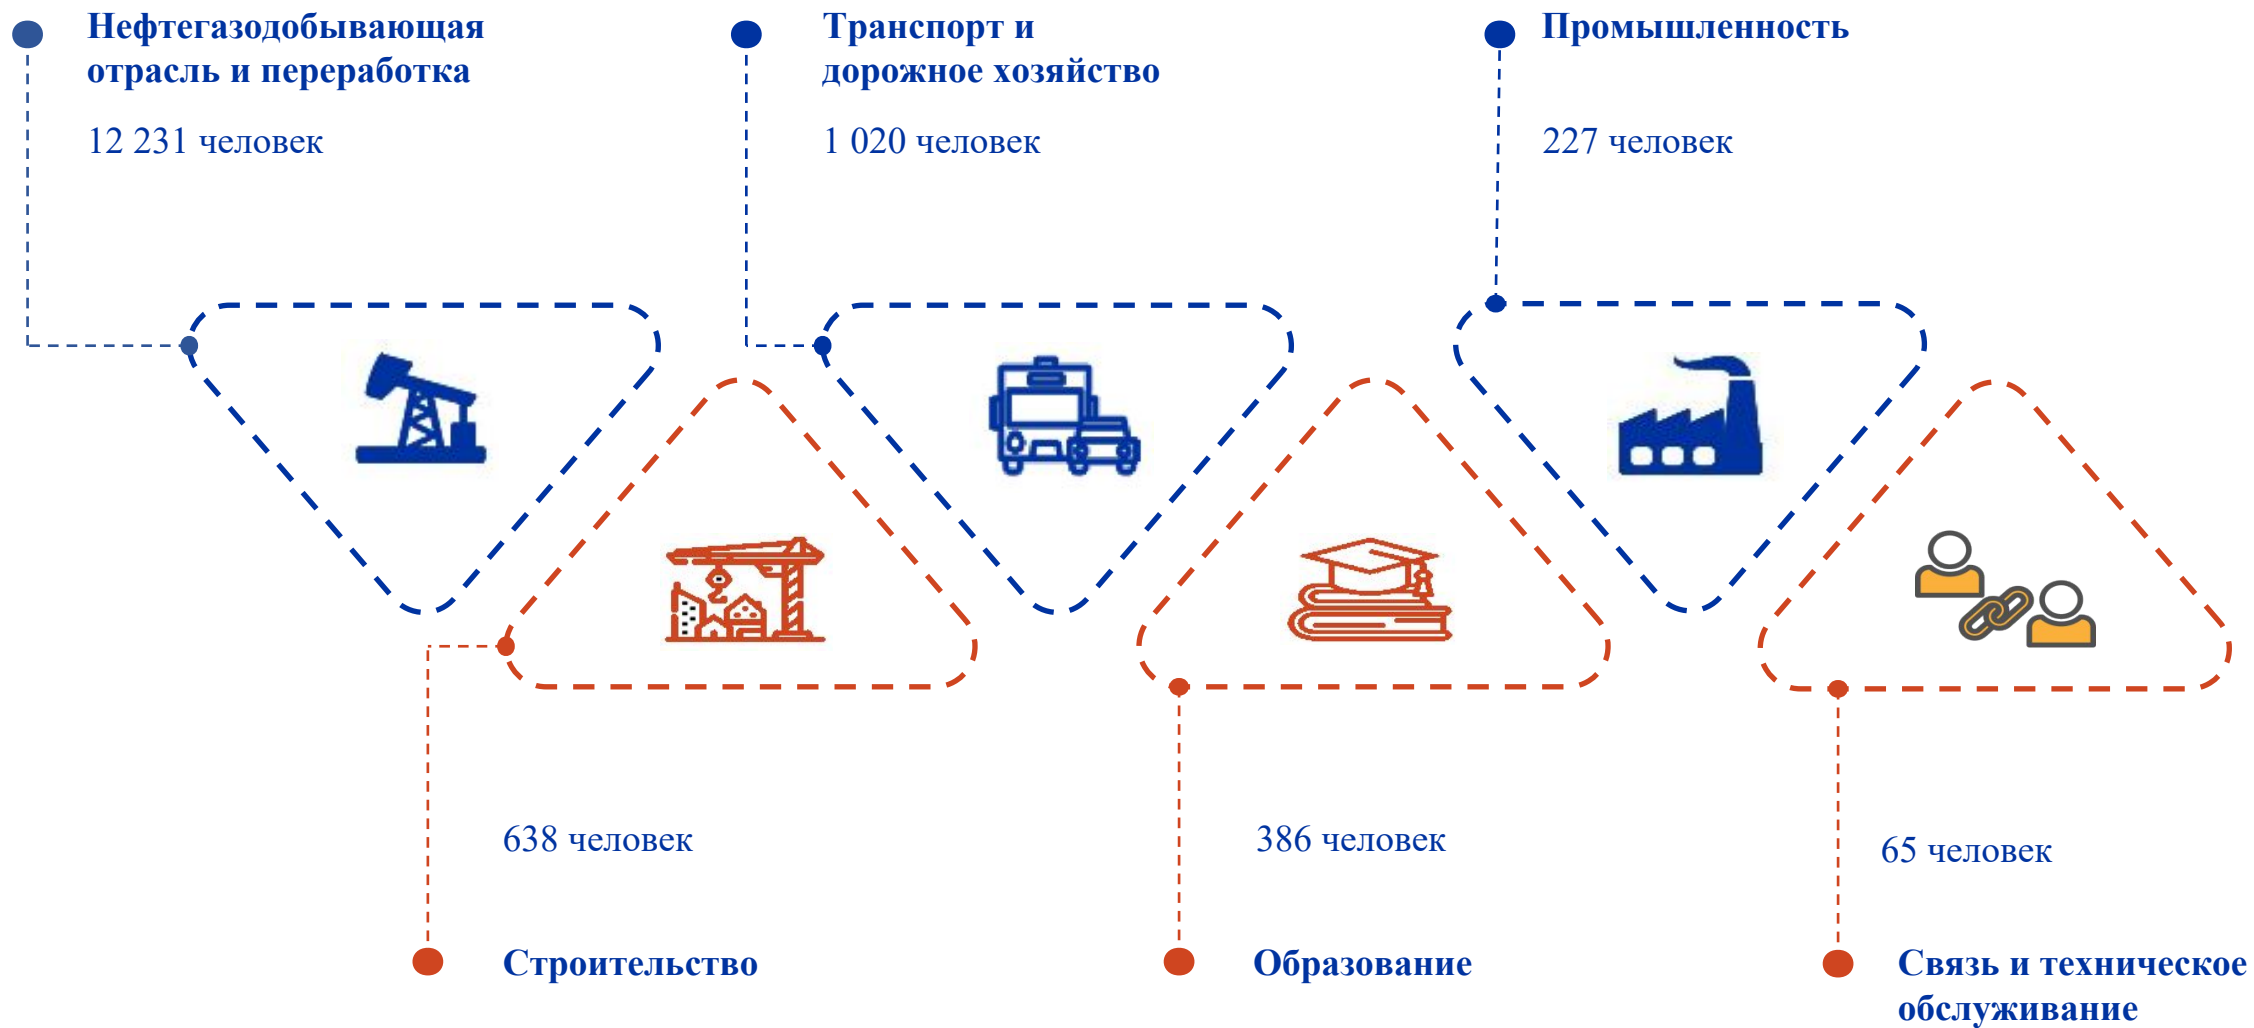 Нефтегазодобывающая
отрасль и переработка
12 231 человек
Транспорт и
дорожное хозяйство
1 020 человек
Промышленность
227 человек
638 человек
Строительство
386 человек
Образование
65 человек
Связь и техническое
обслуживание